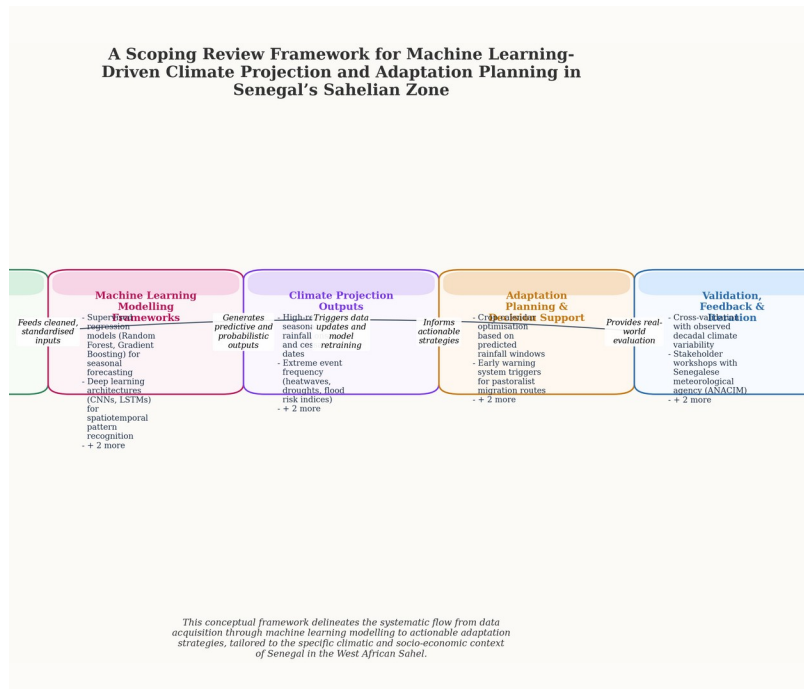 A Scoping Review Framework for Machine Learning-
Driven Climate Projection and Adaptation Planning in
Senegal's Sahelian Zone
Feeds cleaned,
standardised
inputs
Machine Learning
Modelling
Frameworks
regression
models (Random
Forest, Gradient
Boosting) for
seasonal
forecasting
- Deep learning
architectures
(CNNs, LSTMs)
for
spatiotemporal
pattern
recognition
- + 2 more
Generates
predictive and
probabilistic
outputs
Climate Projection
Outputs
rainfall
dates
- Extreme event
frequency
(heatwaves,
droughts, flood
risk indices)
- + 2 more
Triggers data
updates and
model
retraining
Informs
actionable
strategies
Adaptation
Planning &
Decision Support
optimisation
based on
predicted
rainfall windows
- Early warning
system triggers
for pastoralist
migration routes
- + 2 more
Provides real-
world
evaluation
Validation,
Feedback &
Iteration
with observed
decadal climate
variability
- Stakeholder
workshops with
Senegalese
meteorological
agency (ANACIM)
- + 2 more
This conceptual framework delineates the systematic flow from data
acquisition through machine learning modelling to actionable adaptation
strategies, tailored to the specific climatic and socio-economic context
of Senegal in the West African Sahel.